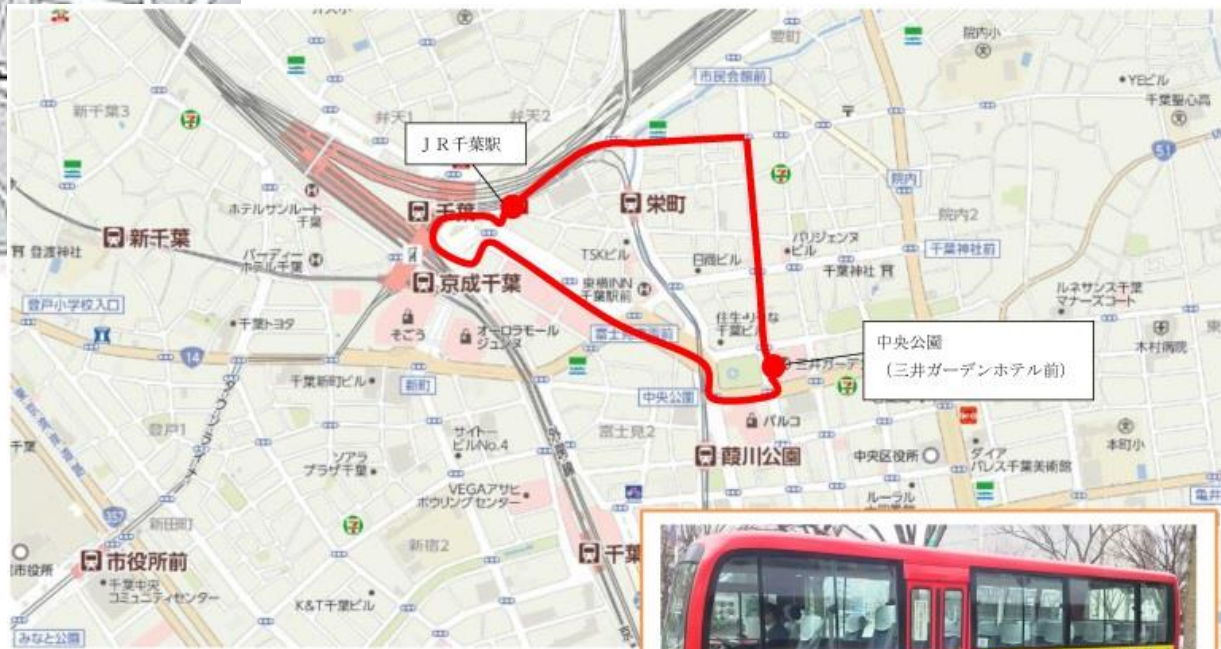 弁天1
弁天2
要町
院内小
市民会館前
YEビル
千葉聖心高
新千葉3
JR千葉駅
51
院内
ホテルサンルート
千葉
千葉
栄町
院内2
新千葉
登渡神社
バーディー
ホテル千葉
TSKビル
日興ビル
パリジェンヌ
ビル
千葉神社
千葉神社前
京成千葉
東横INN
千葉駅前
ルネサンス千葉
マナーズコート
登戸小学校入口
千葉トヨタ
そごう
オーロラモール
ジュンヌ
住生
千葉ビル
木村病院
14
中央公園
(三井ガーデンホテル前)
千葉新町ビル
新町
中央公園
パルコ
登戸1
サイトー
ビルNo.4
富士見2
葭川公園
中央区役所
ソアラ
プラザ千葉
ダイア
パレス千葉美術館
本町小
VEGAアサヒ
ボウリングセンター
ルーラル
亀井
357
新田町
新宿2
千葉
市役所前
市役所
千葉中央
コミュニティセンター
K&T千葉ビル
みなと公園